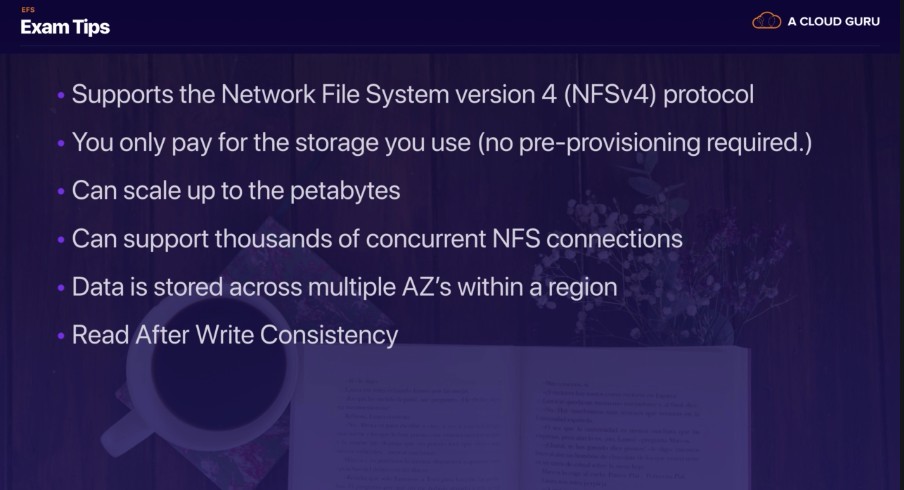 EFS
Exam Tips
A CLOUD GURU
• Supports the Network File System version 4 (NFSv4) protocol
• You only pay for the storage you use (no pre-provisioning required.)
• Can scale up to the petabytes
• Can support thousands of concurrent NFS connections
• Data is stored across multiple AZ’s within a region
• Read After Write Consistency